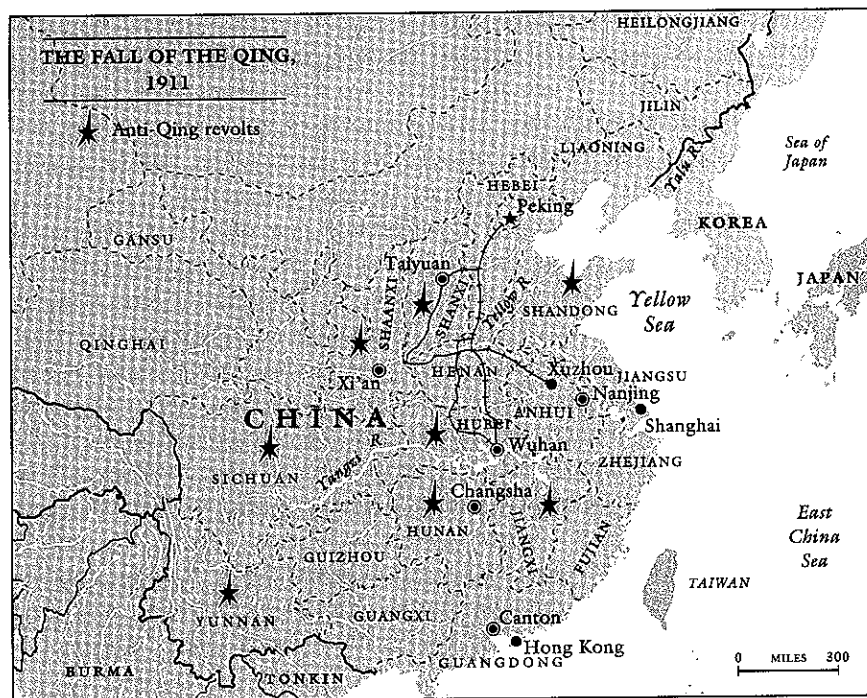 THE FALL OF THE QING,
1911
Anti-Qing revolts
HEILONGJIANG
JILIN
Sea of
Japan
LIAONING
Yalu R.
HEBEI
Peking
KOREA
GANSU
Taiyuan
JAPAN
SHAANXI
SHANXI
Yellow R.
SHANDONG
Yellow
Sea
QINGHAI
Xi'an
HENAN
Xuzhou
JIANGSU
Nanjing
CHINA
ANHUI
Shanghai
HUBEI
Wuhan
R
Yangzi
SICHUAN
ZHEJIANG
Changsha
HUNAN
JIANGXI
FUJIAN
East
China
Sea
GUIZHOU
TAIWAN
YUNNAN
GUANGXI
Canton
Hong Kong
GUANGDONG
BURMA
TONKIN
0 MILES 300